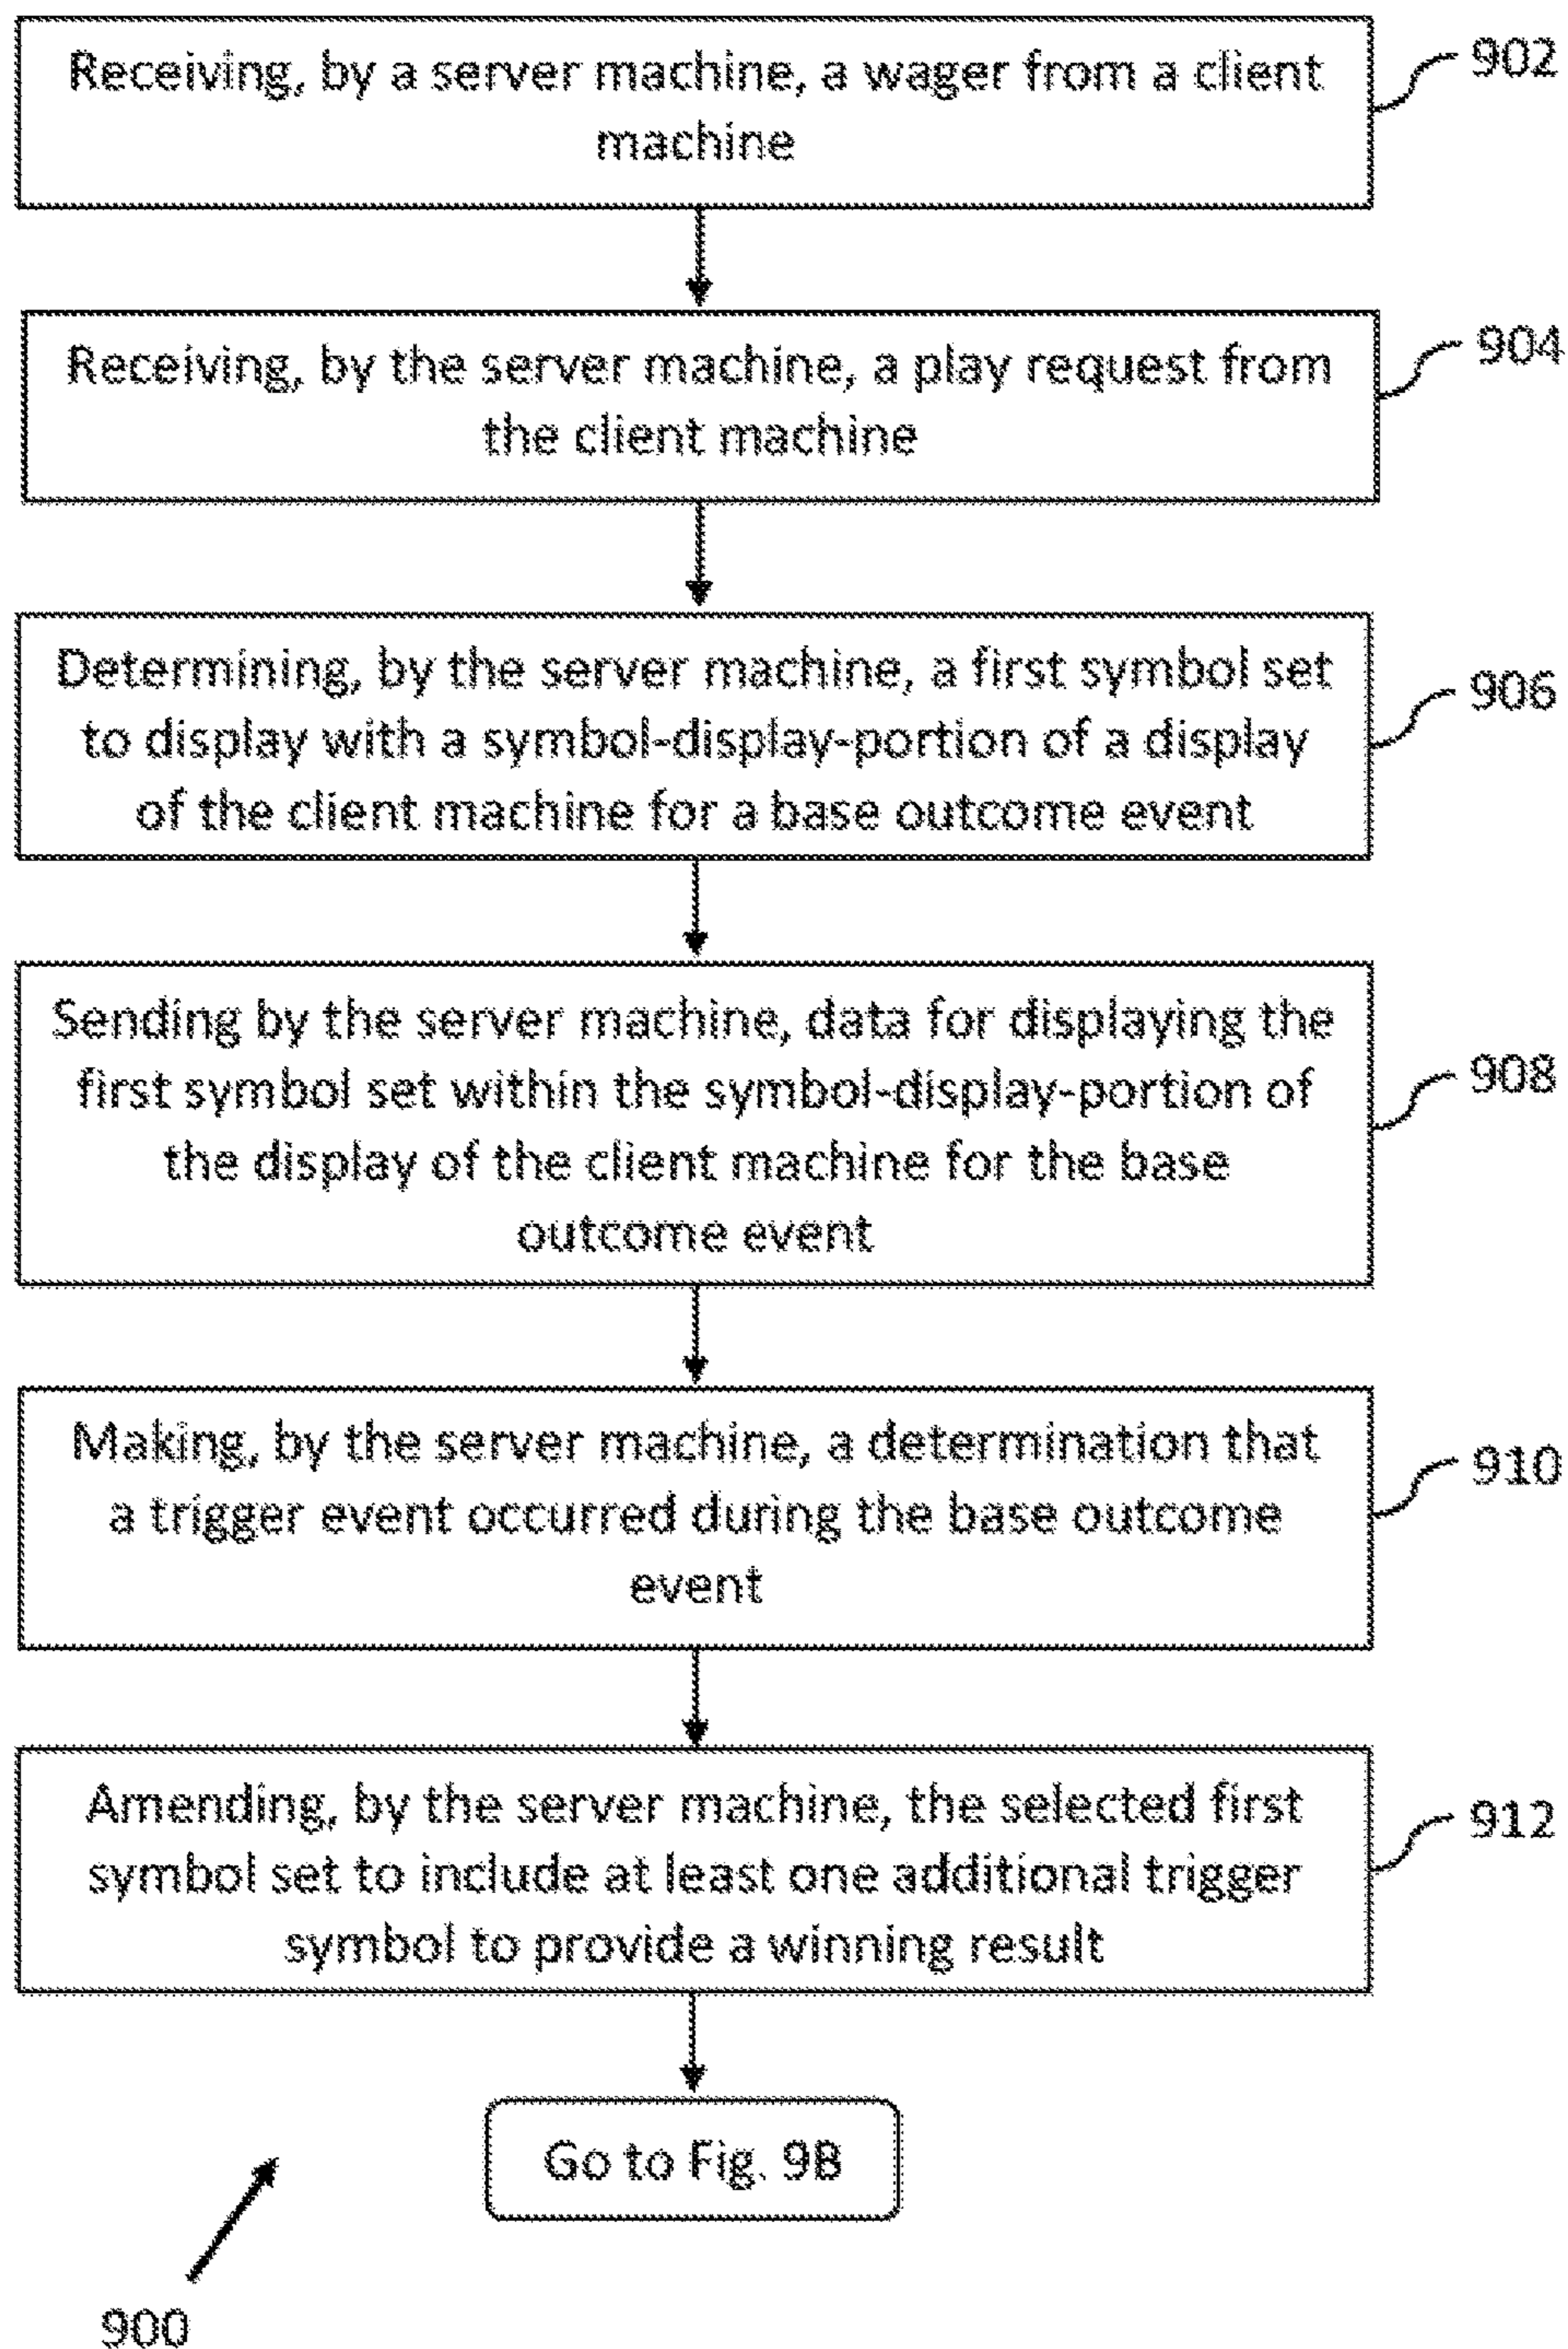 Receiving, by a server machine, a wager from a client
machine
902
Receiving, by the server machine, a play request from
the client machine
904
Determining, by the server machine, a first symbol set
to display with a symbol-display-portion of a display
of the client machine for a base outcome event
906
Sending by the server machine, data for displaying the
first symbol set within the symbol-display-portion of
the display of the client machine for the base
outcome event
908
Making, by the server machine, a determination that
a trigger event occurred during the base outcome
event
910
Amending, by the server machine, the selected first
symbol set to include at least one additional trigger
symbol to provide a winning result
912
Go to Fig. 9B
900